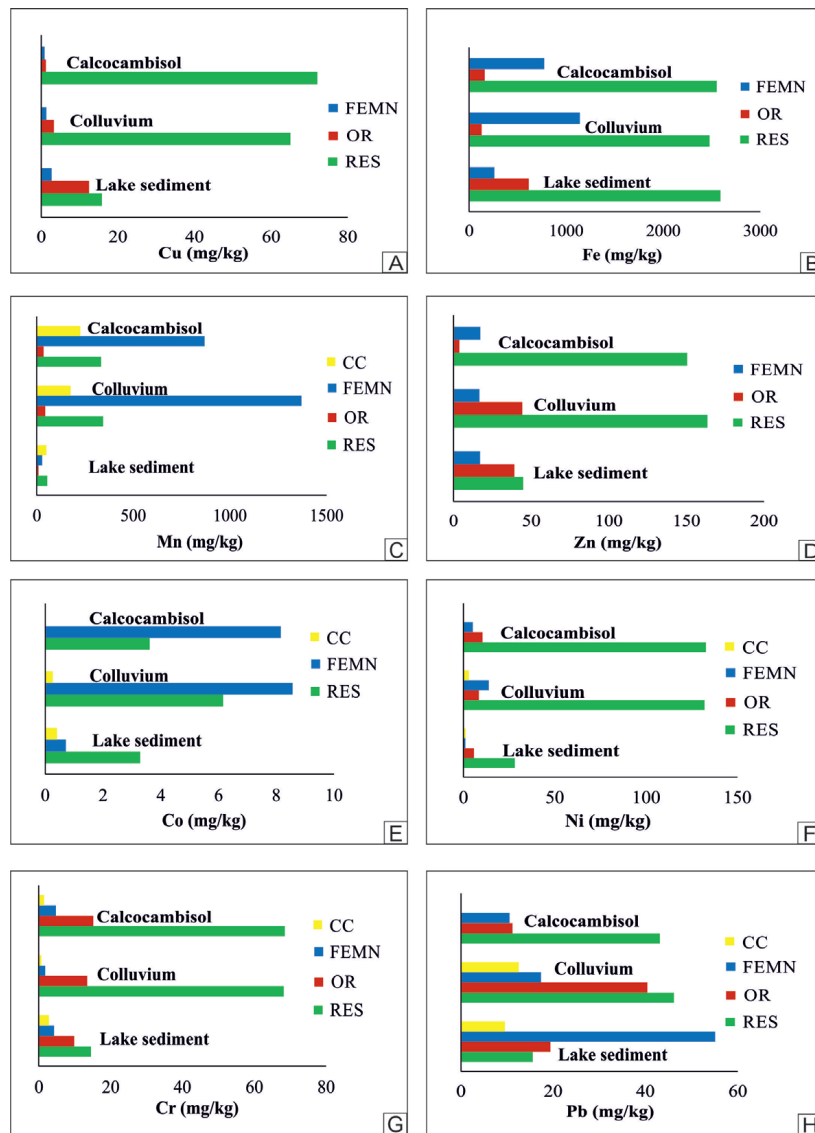 Calcocambisol
Colluvium
Lake sediment
FEMN
OR
RES
0 20 40 60 80
Cu (mg/kg)
A
Calcocambisol
Colluvium
Lake sediment
FEMN
OR
RES
0 1000 2000 3000
Fe (mg/kg)
B
Calcocambisol
Colluvium
Lake sediment
CC
FEMN
OR
RES
0 500 1000 1500
Mn (mg/kg)
C
Calcocambisol
Colluvium
Lake sediment
FEMN
OR
RES
0 50 100 150 200
Zn (mg/kg)
D
Calcocambisol
Colluvium
Lake sediment
CC
FEMN
RES
0 2 4 6 8 10
Co (mg/kg)
E
Calcocambisol
Colluvium
Lake sediment
CC
FEMN
OR
RES
0 50 100 150
Ni (mg/kg)
F
Calcocambisol
Colluvium
Lake sediment
CC
FEMN
OR
RES
0 20 40 60 80
Cr (mg/kg)
G
Calcocambisol
Colluvium
Lake sediment
CC
FEMN
OR
RES
0 20 40 60
Pb (mg/kg)
H